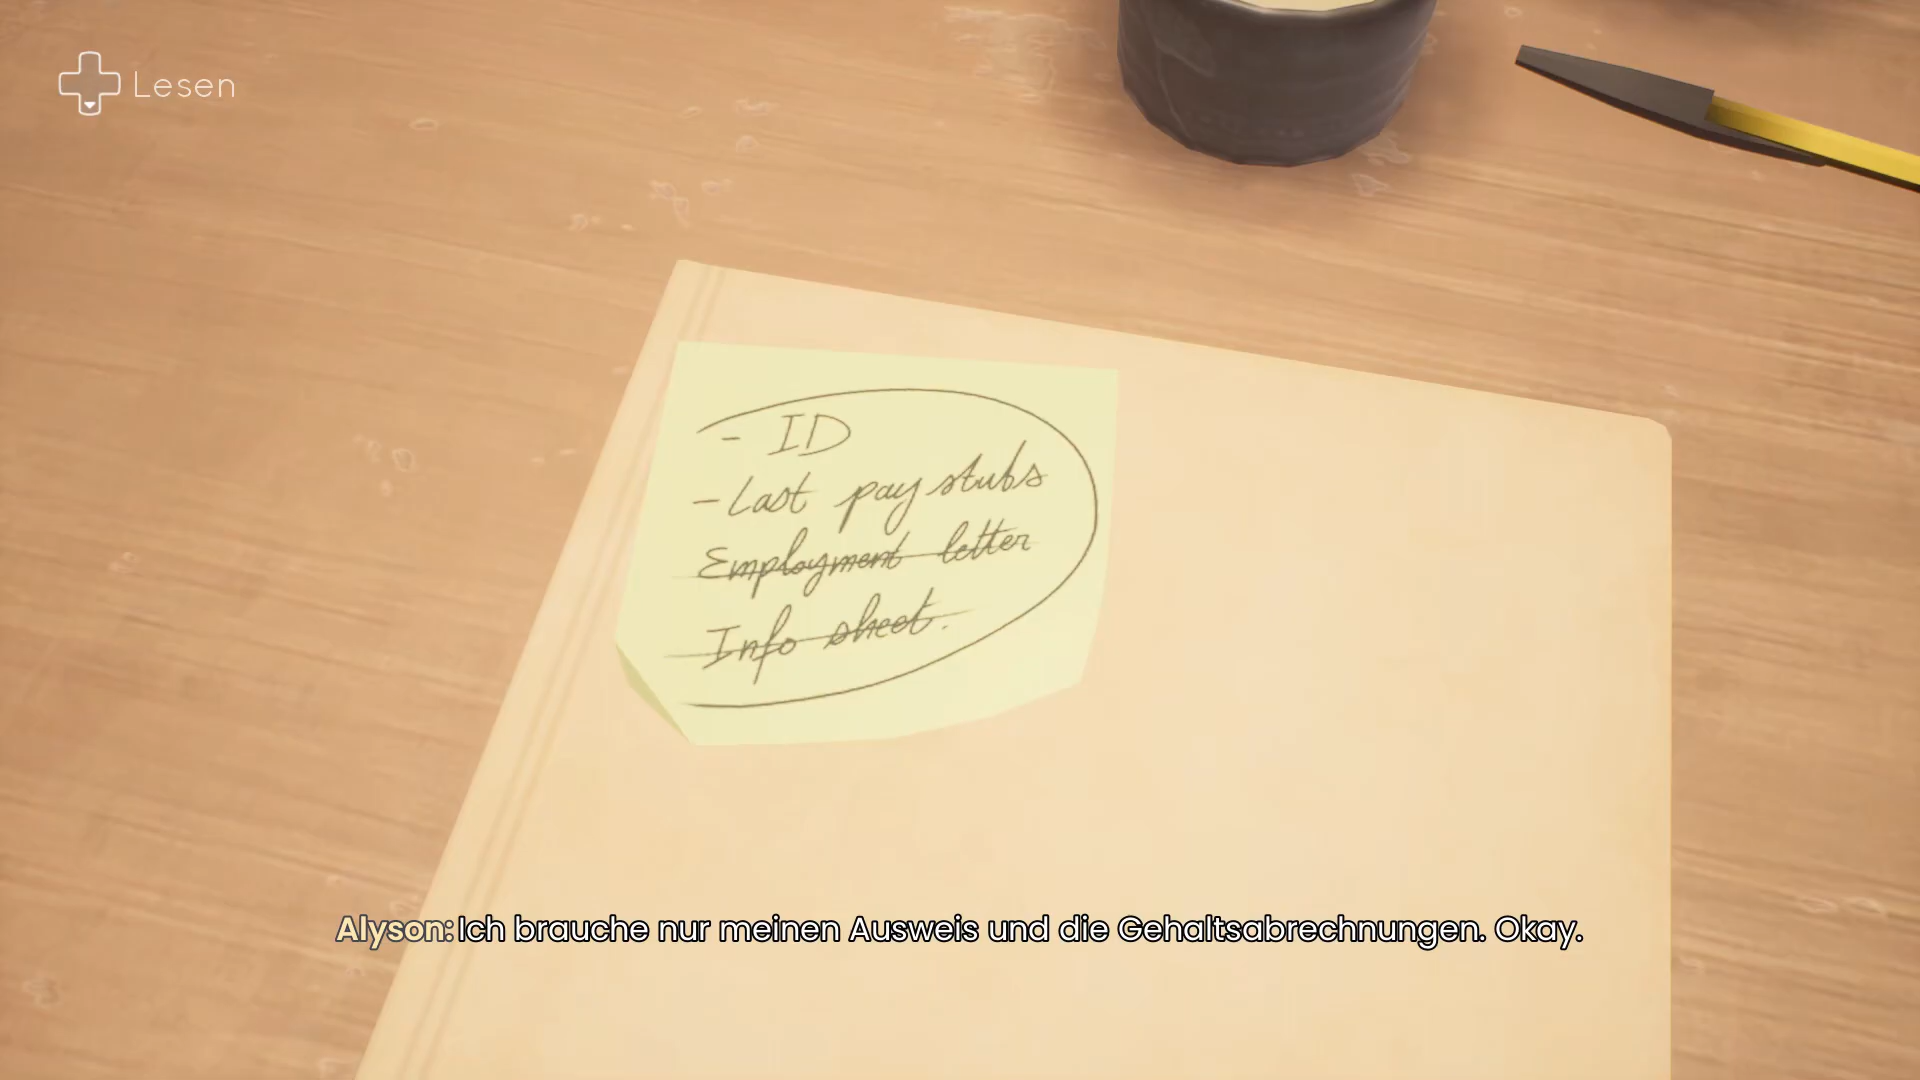 Lesen
- ID
- Last pay stubs
Employment letter
Info sheet.
Alyson: Ich brauche nur meinen Ausweis und die Gehaltsabrechnungen. Okay.